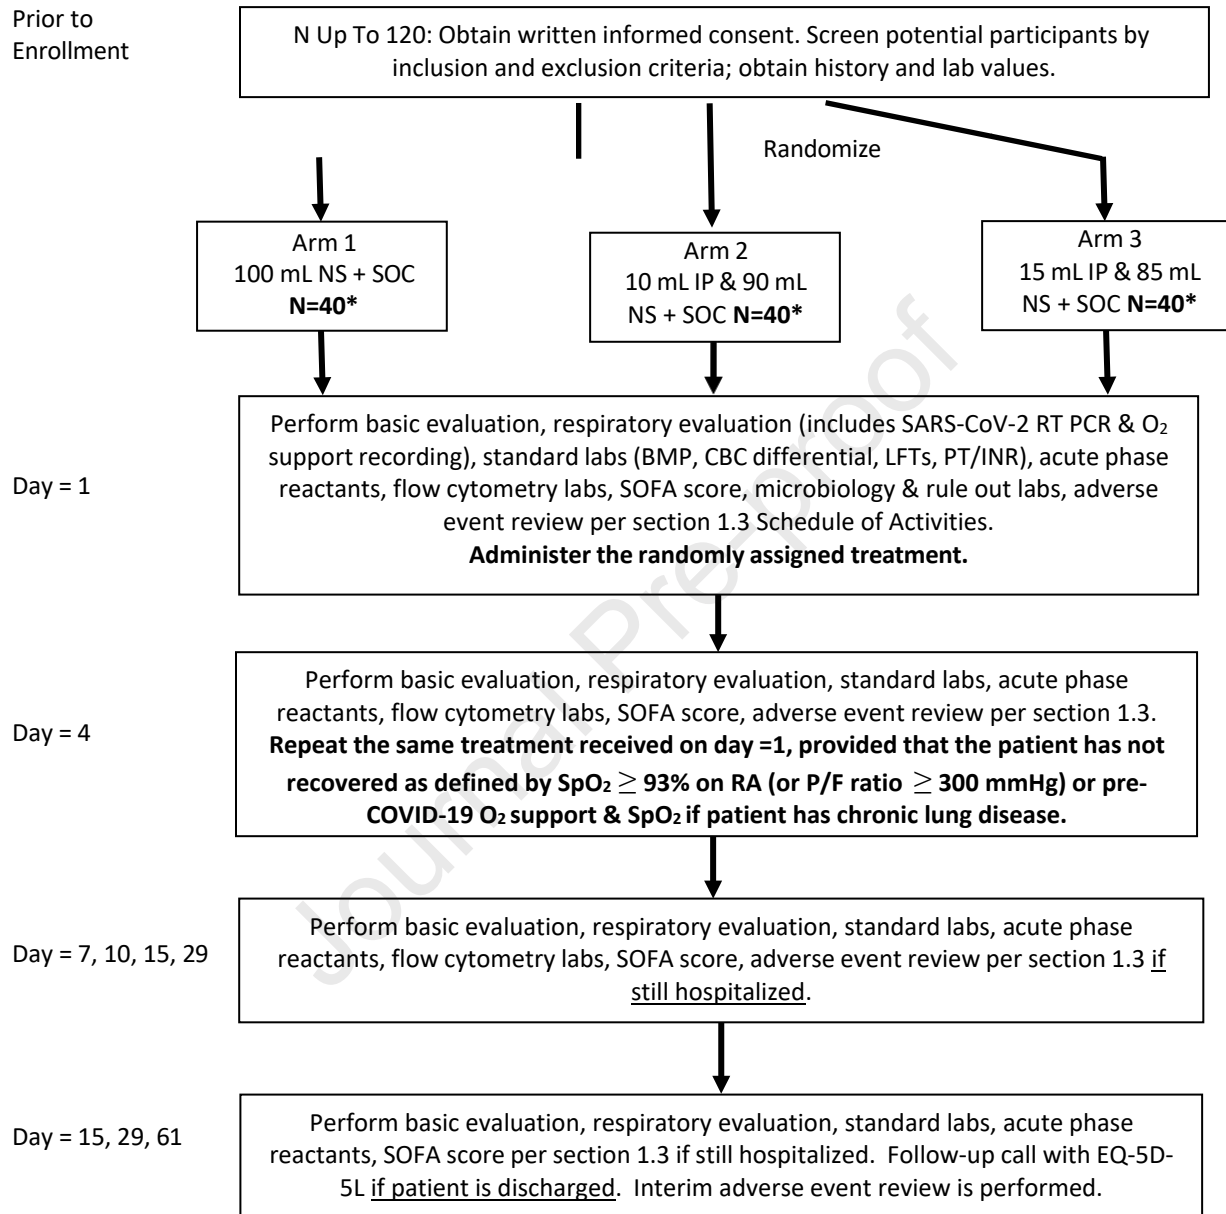 Prior to
Enrollment
N Up To 120: Obtain written informed consent. Screen potential participants by
inclusion and exclusion criteria; obtain history and lab values.
Randomize
Arm 1
100 mL NS + SOC
N=40*
Arm 2
10 mL IP & 90 mL
NS + SOC N=40*
Arm 3
15 mL IP & 85 mL
NS + SOC N=40*
Day = 1
Perform basic evaluation, respiratory evaluation (includes SARS-CoV-2 RT PCR & O₂
support recording), standard labs (BMP, CBC differential, LFTs, PT/INR), acute phase
reactants, flow cytometry labs, SOFA score, microbiology & rule out labs, adverse
event review per section 1.3 Schedule of Activities.
Administer the randomly assigned treatment.
Day = 4
Perform basic evaluation, respiratory evaluation, standard labs, acute phase
reactants, flow cytometry labs, SOFA score, adverse event review per section 1.3.
Repeat the same treatment received on day =1, provided that the patient has not
recovered as defined by SpO₂ ≥ 93% on RA (or P/F ratio ≥ 300 mmHg) or pre-
COVID-19 O₂ support & SpO₂ if patient has chronic lung disease.
Day = 7, 10, 15, 29
Perform basic evaluation, respiratory evaluation, standard labs, acute phase
reactants, flow cytometry labs, SOFA score, adverse event review per section 1.3 if
still hospitalized.
Day = 15, 29, 61
Perform basic evaluation, respiratory evaluation, standard labs, acute phase
reactants, SOFA score per section 1.3 if still hospitalized. Follow-up call with EQ-5D-
5L if patient is discharged. Interim adverse event review is performed.
Journal Pre-proof